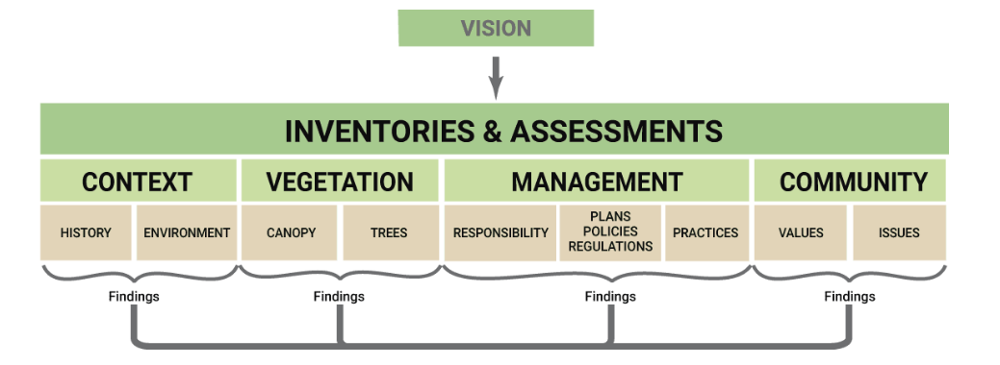 VISION
INVENTORIES & ASSESSMENTS
CONTEXT
VEGETATION
MANAGEMENT
COMMUNITY
HISTORY
ENVIRONMENT
CANOPY
TREES
RESPONSIBILITY
PLANS
POLICIES
REGULATIONS
PRACTICES
VALUES
ISSUES
Findings
Findings
Findings
Findings